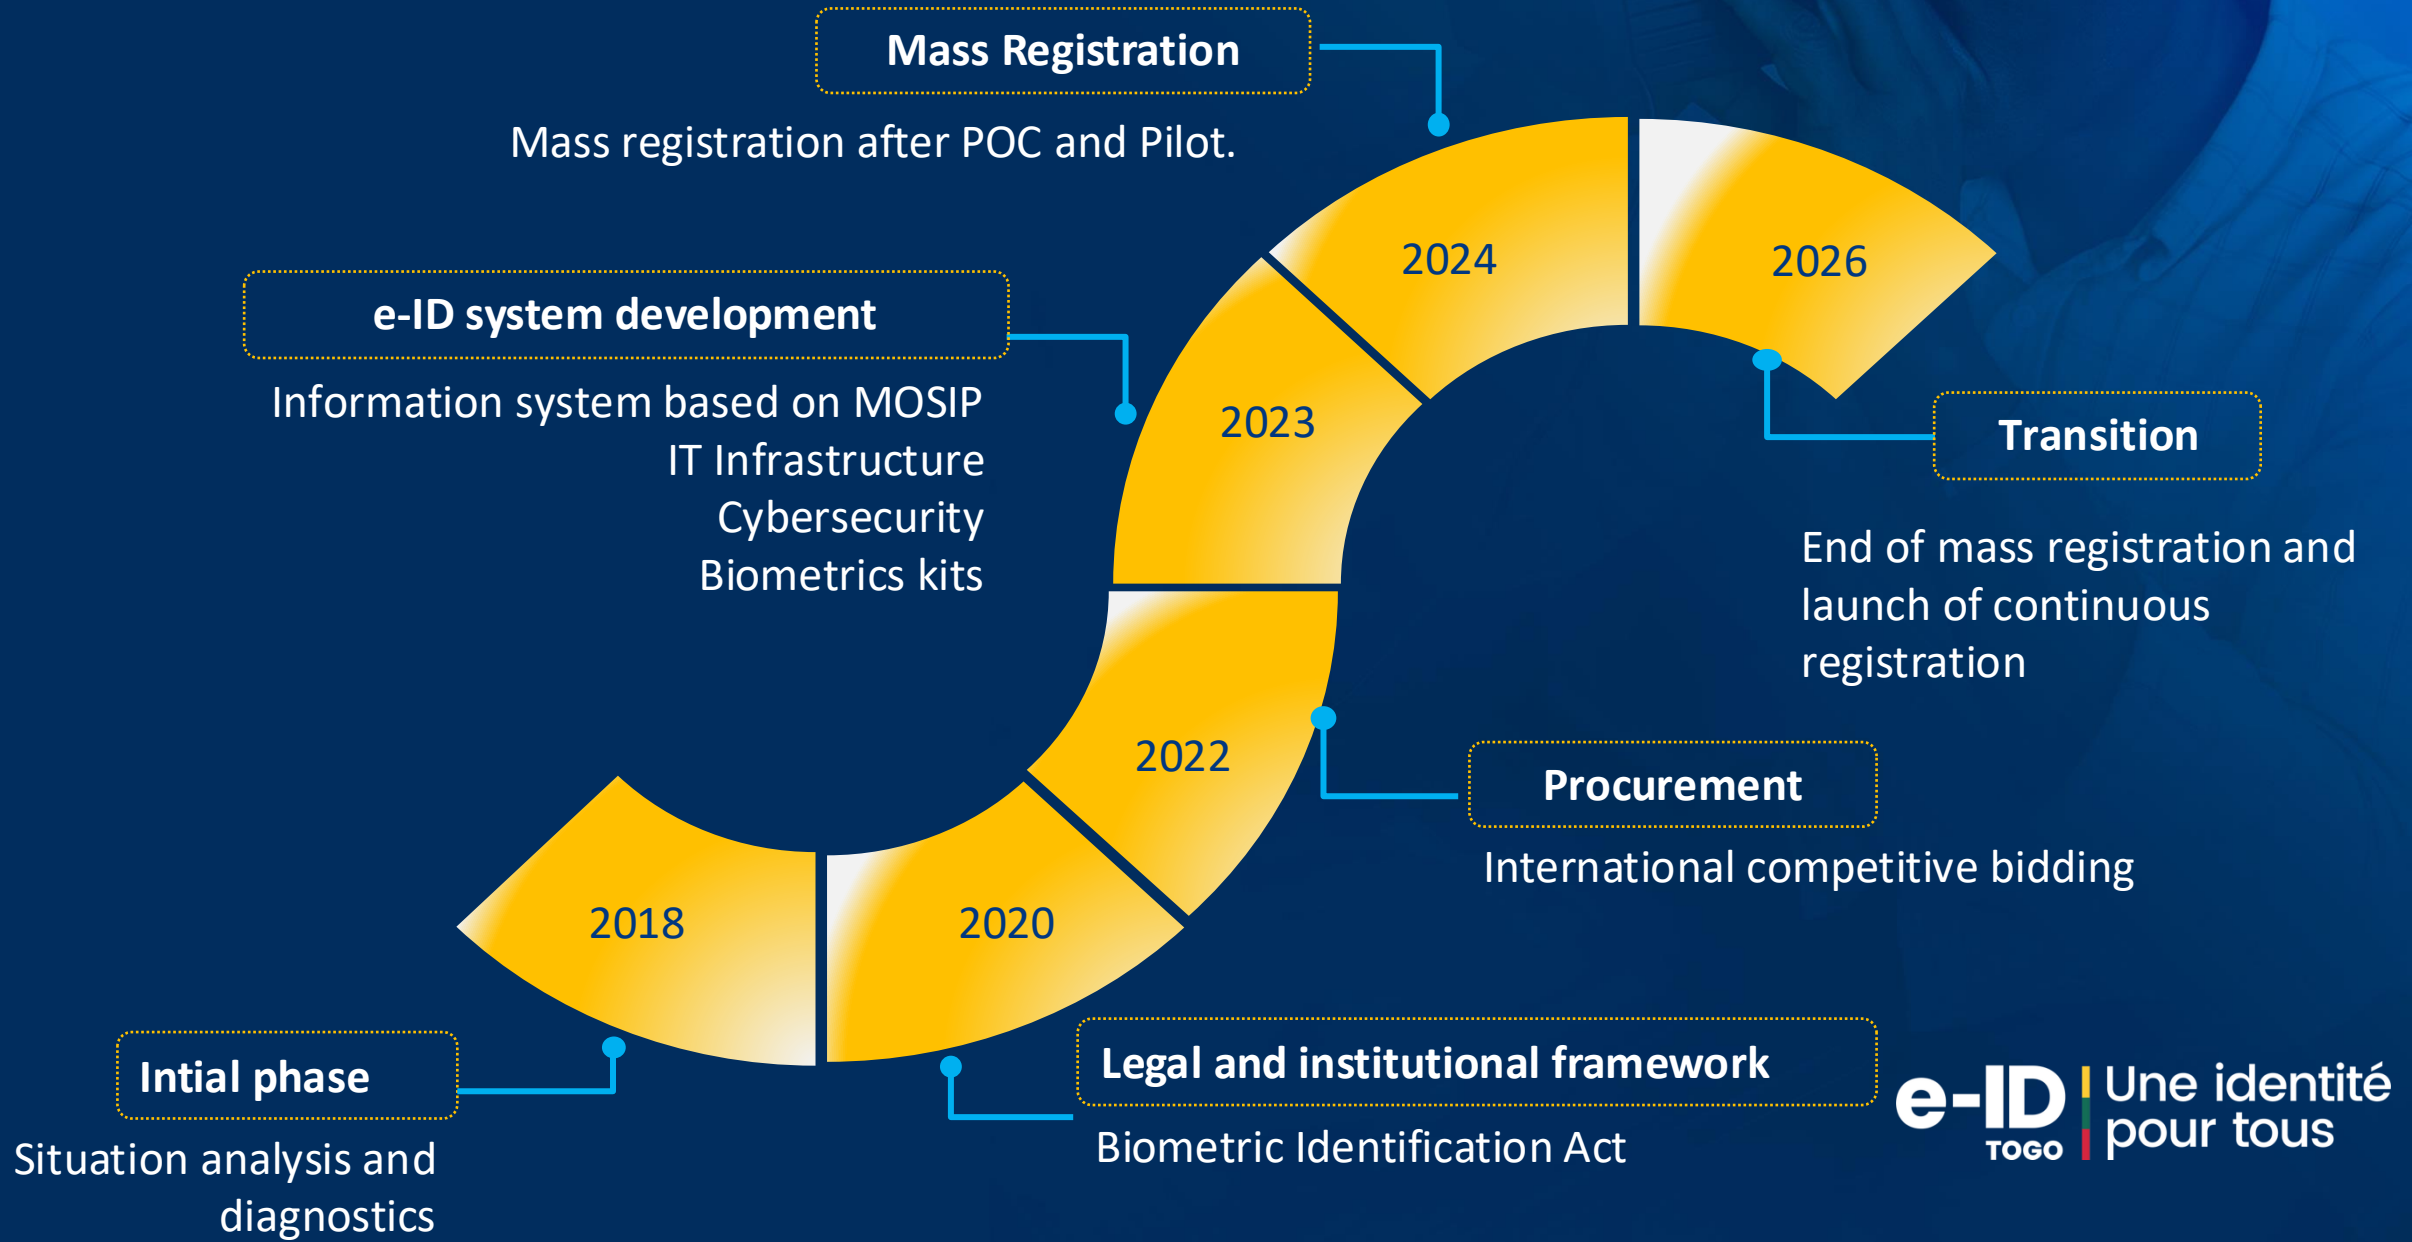 Mass Registration
Mass registration after POC and Pilot.
2024
2026
e-ID system development
Information system based on MOSIP
IT Infrastructure
Cybersecurity
Biometrics kits
2023
Transition
End of mass registration and
launch of continuous
registration
2022
Procurement
International competitive bidding
2018
2020
Intial phase
Situation analysis and
diagnostics
Legal and institutional framework
Biometric Identification Act
e-ID
TOGO
Une identité
pour tous